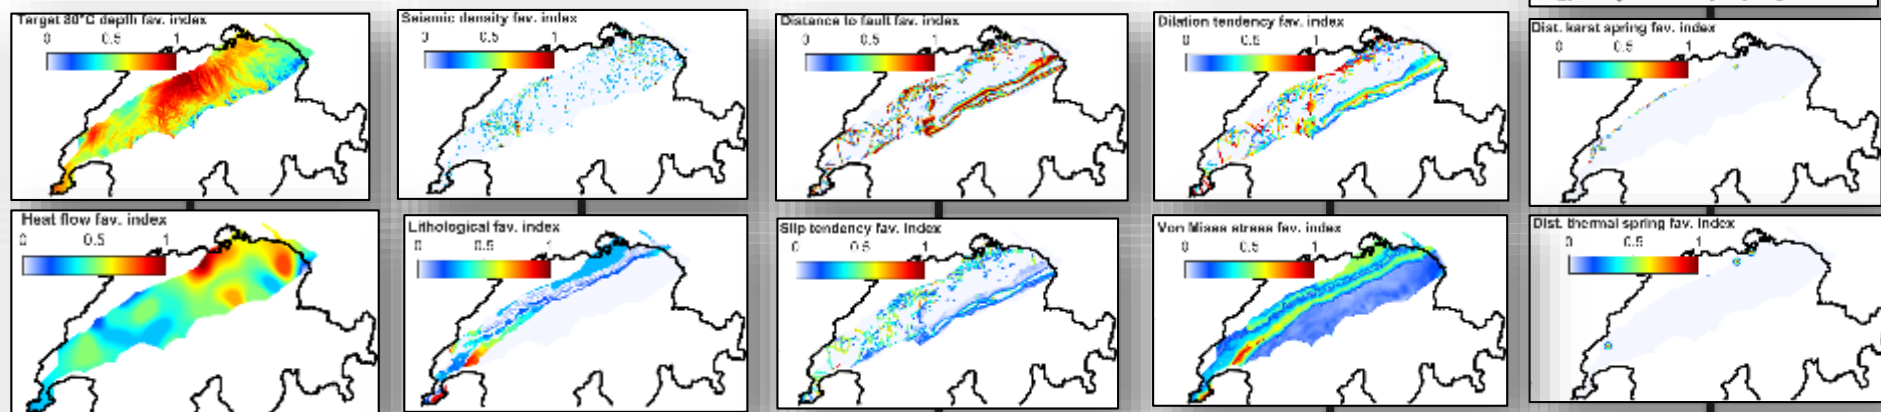 Target 80°C depth fav. index
0 0.5 1
Seismic density fav. index
0 0.5 1
Distance to fault fav. index
0 0.5 1
Dilation tendency fav. index
0 0.5 1
Dist. karst spring fav. index
0 0.5 1
Heat flow fav. index
0 0.5 1
Lithological fav. index
0 0.5 1
Slip tendency fav. index
0 0.5 1
Von Mises stress fav. index
0 0.5 1
Dist. thermal spring fav. index
0 0.5 1